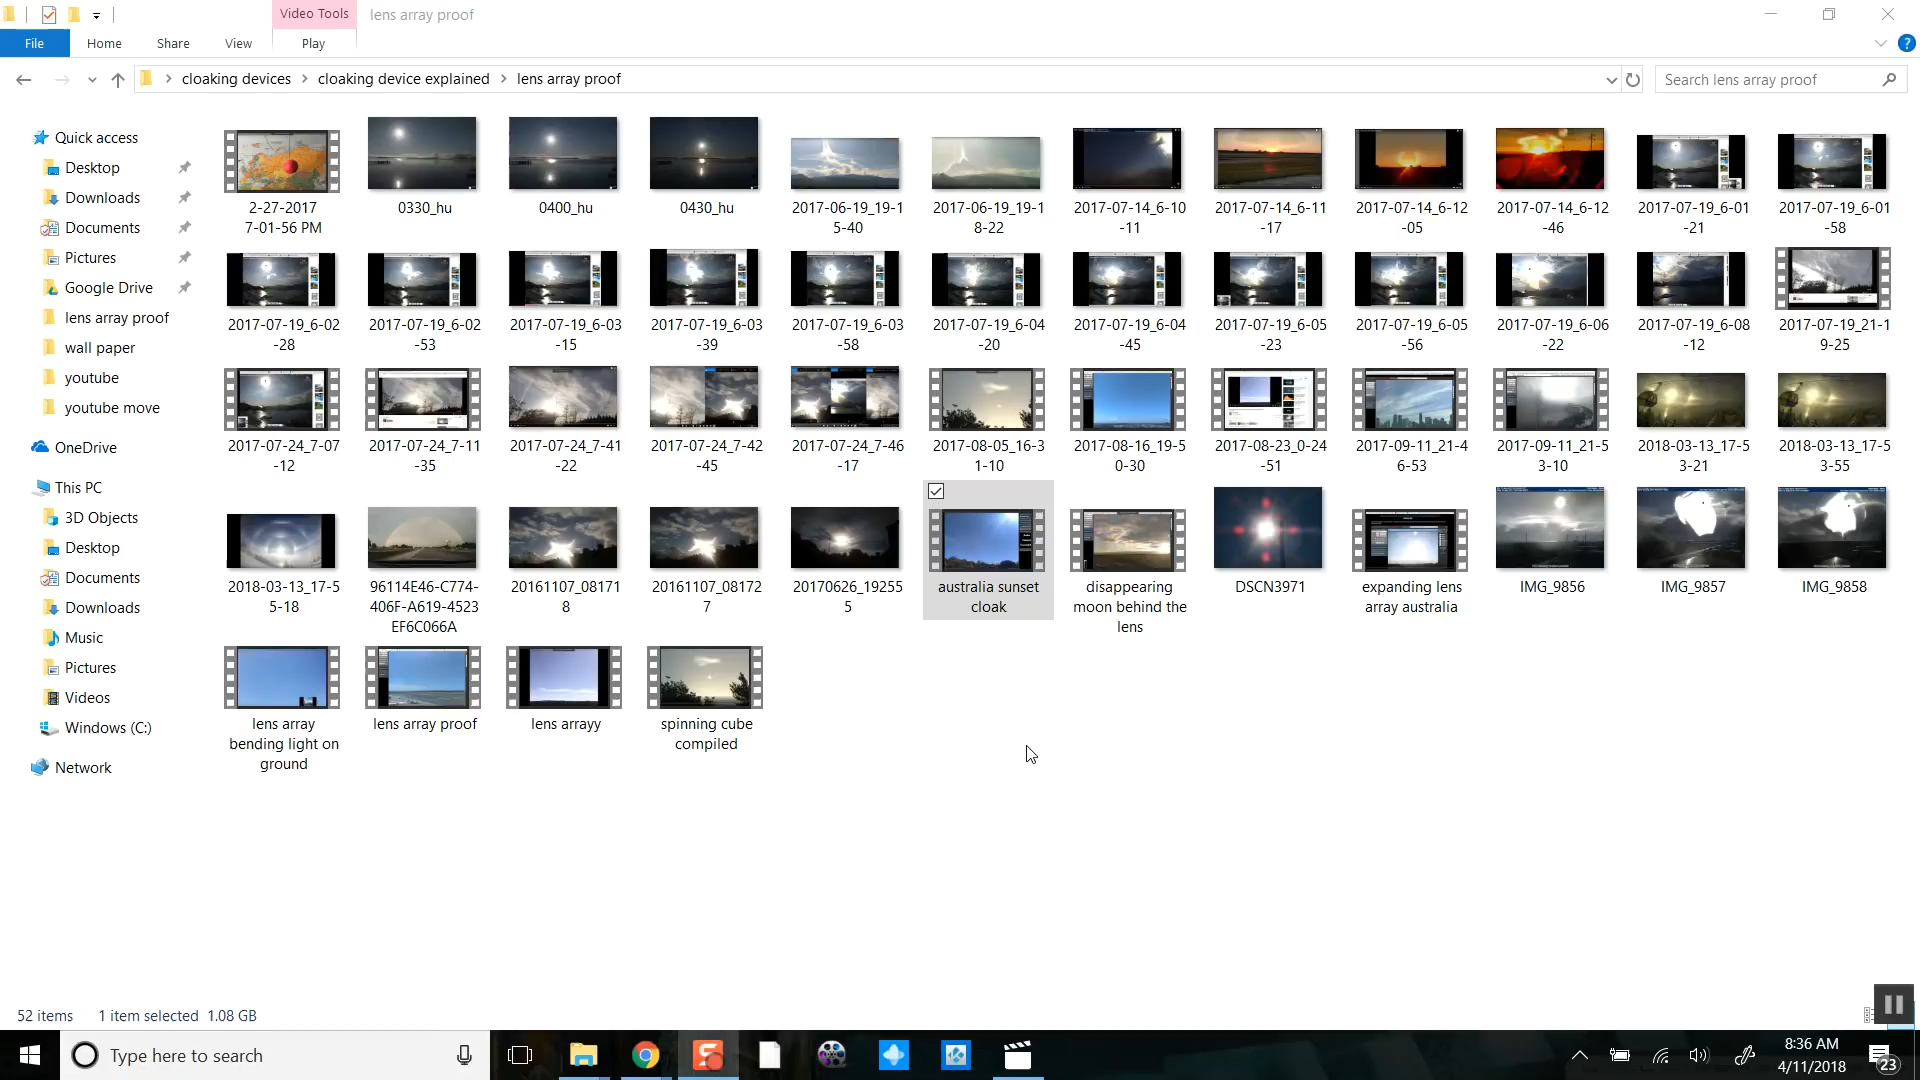 Video Tools
lens array proof
File
Home
Share
View
Play
cloaking devices
cloaking device explained
lens array proof
Search lens array proof
Quick access
Desktop
Downloads
Documents
Pictures
Google Drive
lens array proof
wall paper
youtube
youtube move
OneDrive
This PC
3D Objects
Desktop
Documents
Downloads
Music
Pictures
Videos
Windows (C:)
Network
2-27-2017
7-01-56 PM
0330_hu
0400_hu
0430_hu
2017-06-19_19-1
5-40
2017-06-19_19-1
8-22
2017-07-14_6-10
-11
2017-07-14_6-11
-17
2017-07-14_6-12
-05
2017-07-14_6-12
-46
2017-07-19_6-01
-21
2017-07-19_6-01
-58
2017-07-19_6-02
-28
2017-07-19_6-02
-53
2017-07-19_6-03
-15
2017-07-19_6-03
-39
2017-07-19_6-03
-58
2017-07-19_6-04
-20
2017-07-19_6-04
-45
2017-07-19_6-05
-23
2017-07-19_6-05
-56
2017-07-19_6-06
-22
2017-07-19_6-08
-12
2017-07-19_21-1
9-25
2017-07-24_7-07
-12
2017-07-24_7-11
-35
2017-07-24_7-41
-22
2017-07-24_7-42
-45
2017-07-24_7-46
-17
2017-08-05_16-3
1-10
2017-08-16_19-5
0-30
2017-08-23_0-24
-51
2017-09-11_21-4
6-53
2017-09-11_21-5
3-10
2018-03-13_17-5
3-21
2018-03-13_17-5
3-55
2018-03-13_17-5
5-18
96114E46-C774-
406F-A619-4523
EF6C066A
20161107_08171
8
20161107_08172
7
20170626_19255
5
australia sunset
cloak
disappearing
moon behind the
lens
DSCN3971
expanding lens
array australia
IMG_9856
IMG_9857
IMG_9858
lens array
bending light on
ground
lens array proof
lens arrayy
spinning cube
compiled
52 items
1 item selected 1.08 GB
Type here to search
8:36 AM
4/11/2018
23